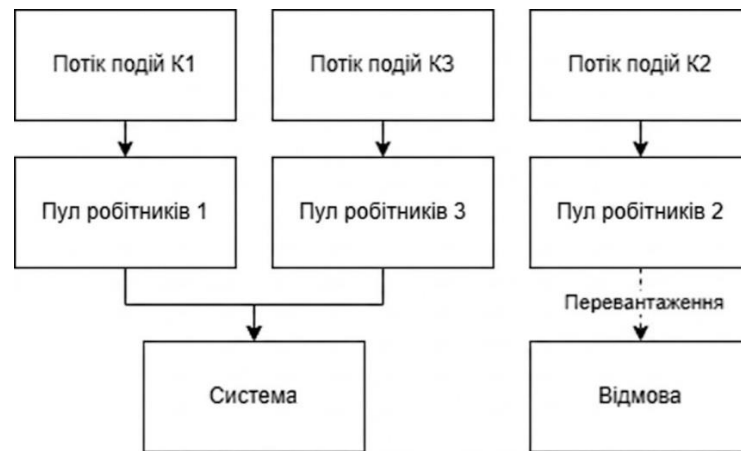 Потік подій К1
Потік подій К3
Потік подій К2
Пул робітників 1
Пул робітників 3
Пул робітників 2
Перевантаження
Система
Відмова